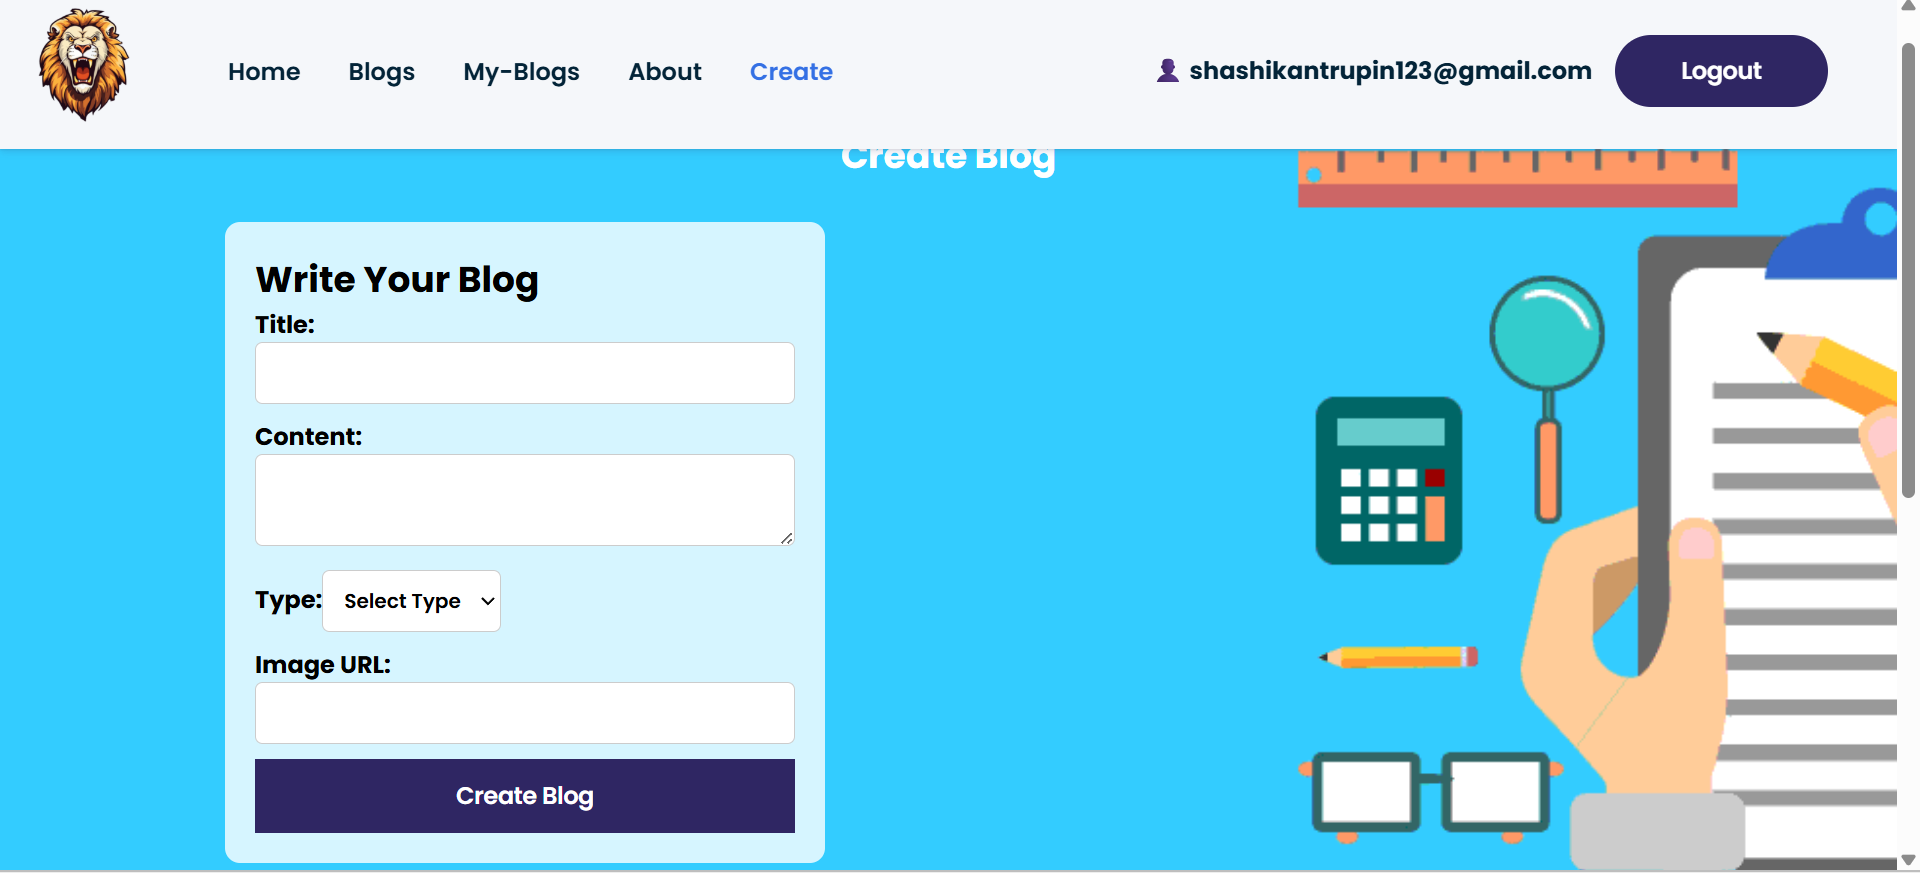 Home Blogs My-Blogs About Create shashikantrupin123@gmail.com Logout
Create Blog
Write Your Blog
Title:
Content:
Type: Select Type
Image URL:
Create Blog